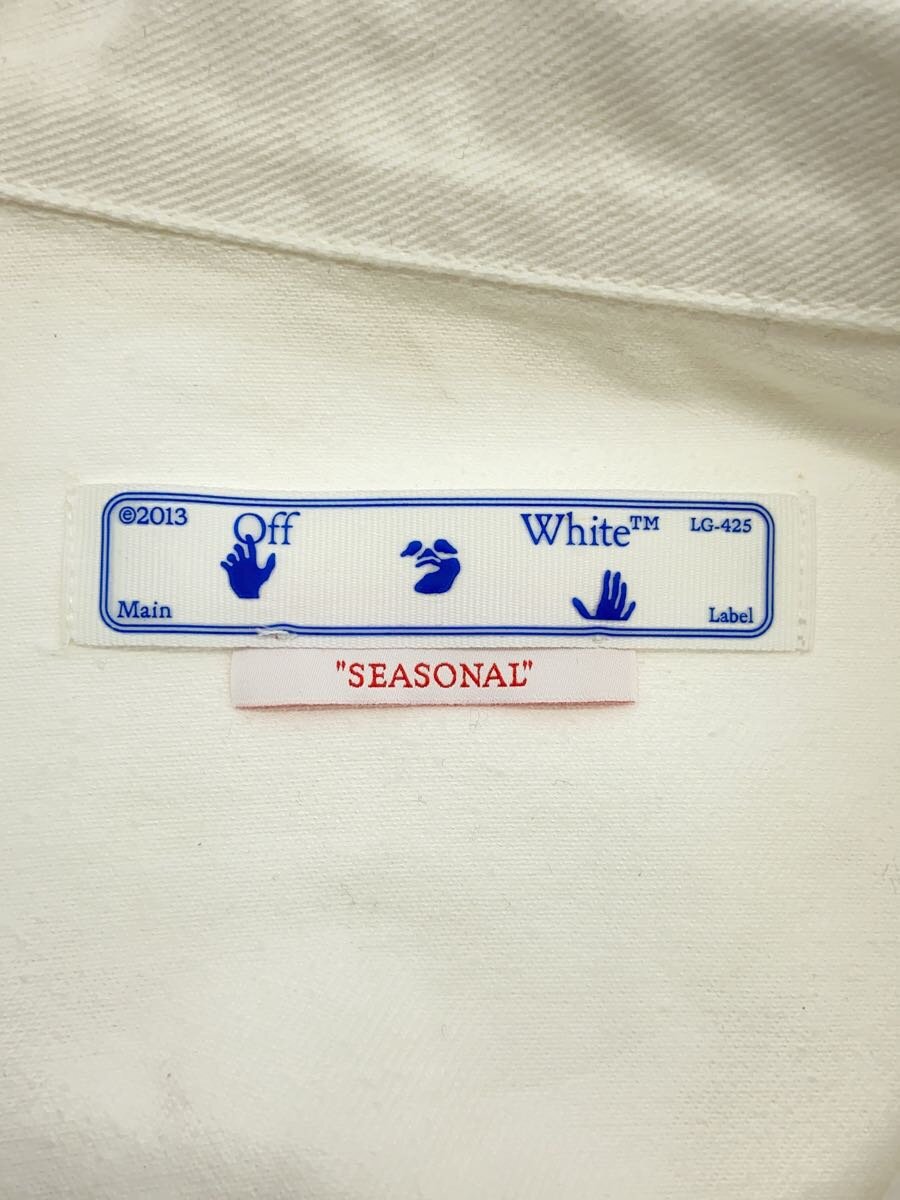 ©2013 Off White™ LG-425
Main Label
"SEASONAL"